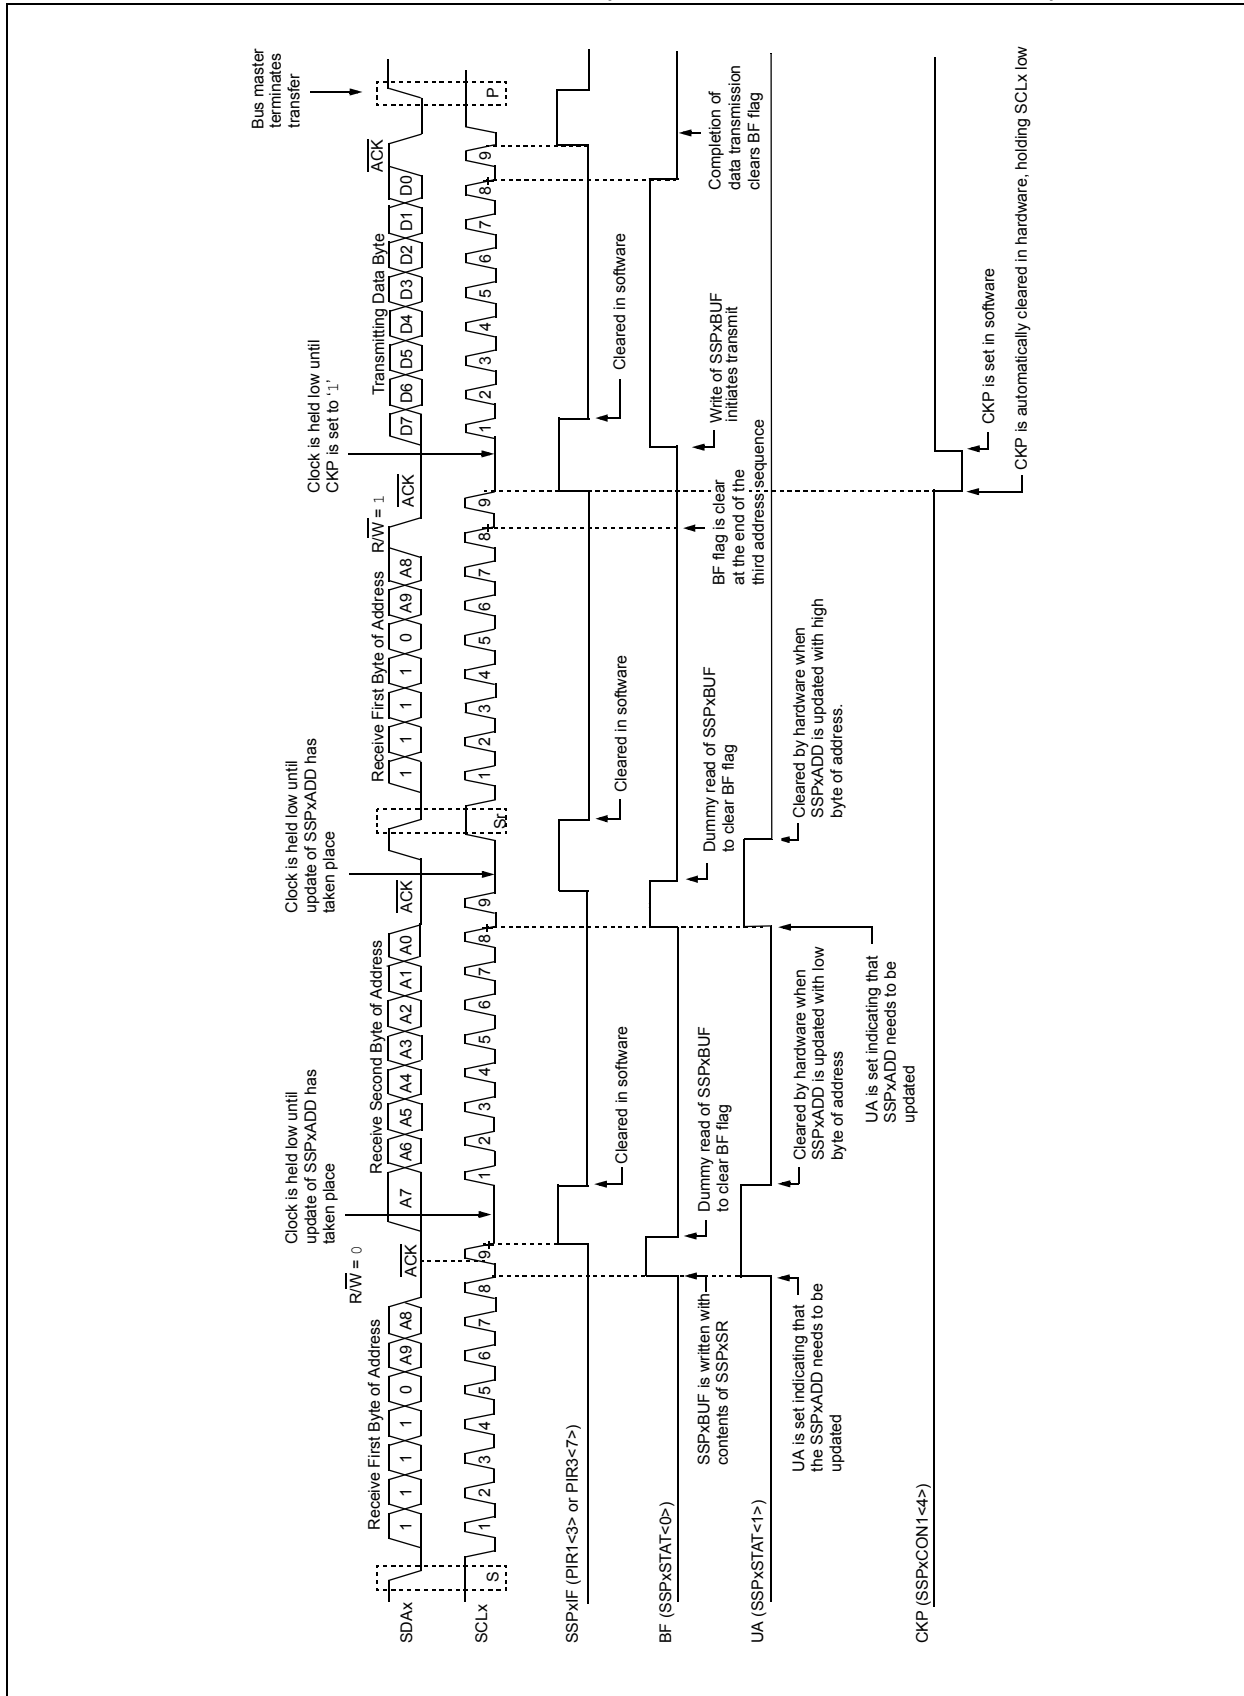 Bus master
terminates
transfer
Clock is held low until
CKP is set to ‘1’
Clock is held low until
update of SSPxADD has
taken place
Clock is held low until
update of SSPxADD has
taken place
R/W = 0
R/W = 1
Receive First Byte of Address
Receive Second Byte of Address
Receive First Byte of Address
Transmitting Data Byte
ACK
ACK
ACK
ACK
SDAx
1 1 1 1 0 A9 A8
A7 A6 A5 A4 A3 A2 A1 A0
1 1 1 1 0 A9 A8
D7 D6 D5 D4 D3 D2 D1 D0
SCLx
S
1 2 3 4 5 6 7 8 9
1 2 3 4 5 6 7 8 9
Sr
1 2 3 4 5 6 7 8 9
1 2 3 4 5 6 7 8 9
P
SSPxIF (PIR1<3> or PIR3<7>)
Cleared in software
Cleared in software
Cleared in software
BF (SSPxSTAT<0>)
SSPxBUF is written with
contents of SSPxSR
Dummy read of SSPxBUF
to clear BF flag
Dummy read of SSPxBUF
to clear BF flag
BF flag is clear
at the end of the
third address sequence
Write of SSPxBUF
initiates transmit
Completion of
data transmission
clears BF flag
UA (SSPxSTAT<1>)
UA is set indicating that
the SSPxADD needs to be
updated
Cleared by hardware when
SSPxADD is updated with low
byte of address
UA is set indicating that
SSPxADD needs to be
updated
Cleared by hardware when
SSPxADD is updated with high
byte of address.
CKP (SSPxCON1<4>)
CKP is set in software
CKP is automatically cleared in hardware, holding SCLx low